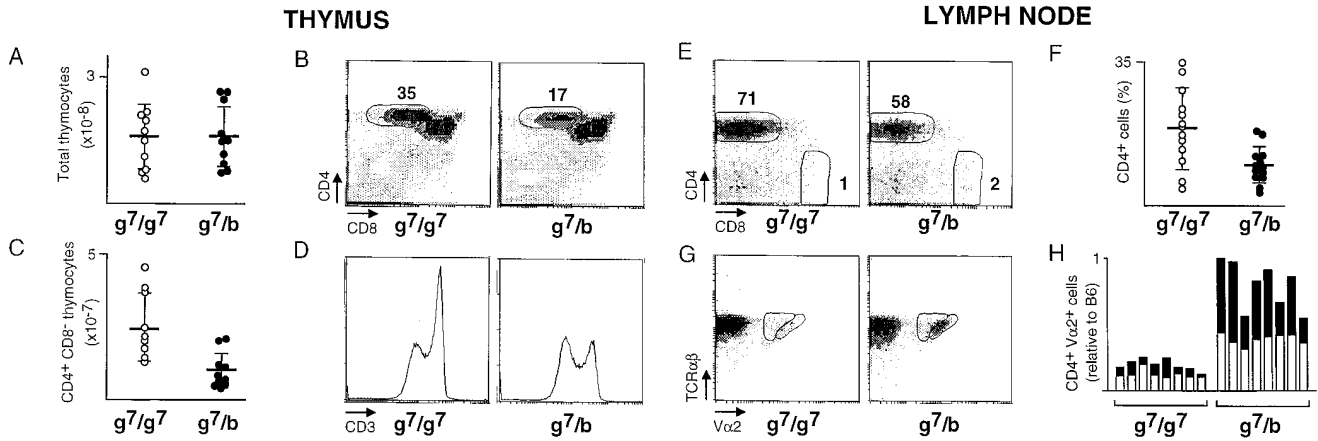 THYMUS
LYMPH NODE
A
Total thymocytes
(x10-8)
3
g7/g7
g7/b
B
35
17
CD4
CD8
g7/g7
g7/b
C
CD4+ CD8- thymocytes
(x10-7)
5
g7/g7
g7/b
D
CD3
g7/g7
g7/b
E
71
1
58
2
CD4
CD8
g7/g7
g7/b
F
CD4+ cells (%)
35
g7/g7
g7/b
G
TCRαβ
Vα2
g7/g7
g7/b
H
CD4+ Vα2+ cells
(relative to B6)
1
g7/g7
g7/b